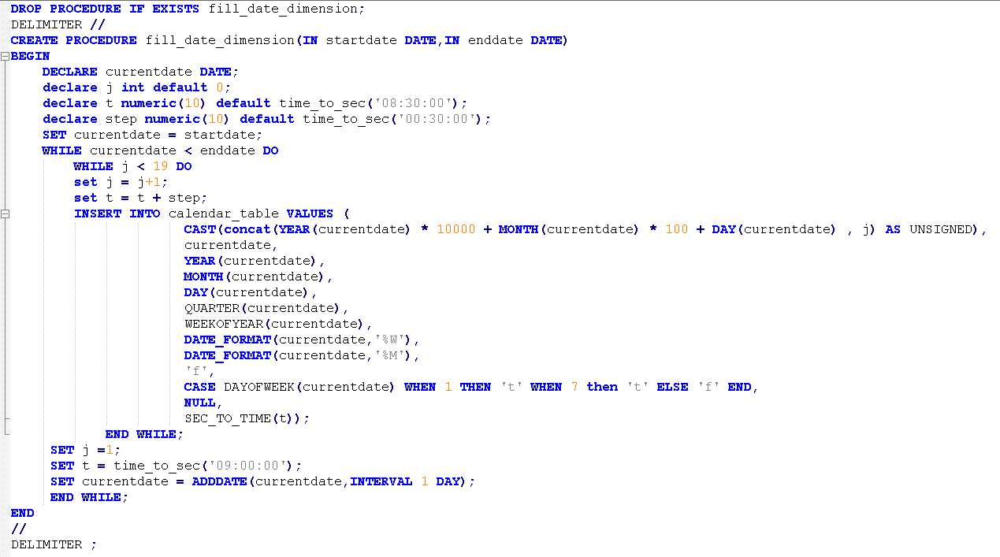 DROP PROCEDURE IF EXISTS fill_date_dimension;
DELIMITER //
CREATE PROCEDURE fill_date_dimension(IN startdate DATE,IN enddate DATE)
BEGIN
    DECLARE currentdate DATE;
    declare j int default 0;
    declare t numeric(10) default time_to_sec('08:30:00');
    declare step numeric(10) default time_to_sec('00:30:00');
    SET currentdate = startdate;
    WHILE currentdate < enddate DO
        WHILE j < 19 DO
        set j = j+1;
        set t = t + step;
        INSERT INTO calendar_table VALUES (
                      CAST(concat(YEAR(currentdate) * 10000 + MONTH(currentdate) * 100 + DAY(currentdate) , j) AS UNSIGNED),
                      currentdate,
                      YEAR(currentdate),
                      MONTH(currentdate),
                      DAY(currentdate),
                      QUARTER(currentdate),
                      WEEKOFYEAR(currentdate),
                      DATE_FORMAT(currentdate,'%W'),
                      DATE_FORMAT(currentdate,'%M'),
                      'f',
                      CASE DAYOFWEEK(currentdate) WHEN 1 THEN 't' WHEN 7 then 't' ELSE 'f' END,
                      NULL,
                      SEC_TO_TIME(t));
            END WHILE;
     SET j =1;
     SET t = time_to_sec('09:00:00');
     SET currentdate = ADDDATE(currentdate,INTERVAL 1 DAY);
     END WHILE;
END
//
DELIMITER ;